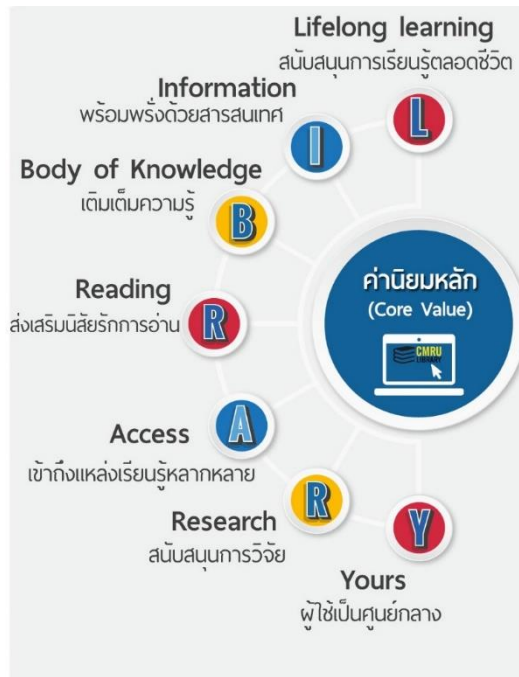 Lifelong learning
สนับสนุนการเรียนรู้ตลอดชีวิต
L
Information
พร้อมพรั่งด้วยสารสนเทศ
I
Body of Knowledge
เติมเต็มความรู้
B
Reading
ส่งเสริมนิสัยรักการอ่าน
R
Access
เข้าถึงแหล่งเรียนรู้หลากหลาย
A
Research
สนับสนุนการวิจัย
R
Yours
ผู้ใช้เป็นศูนย์กลาง
Y
ค่านิยมหลัก
(Core Value)
CMRU
LIBRARY